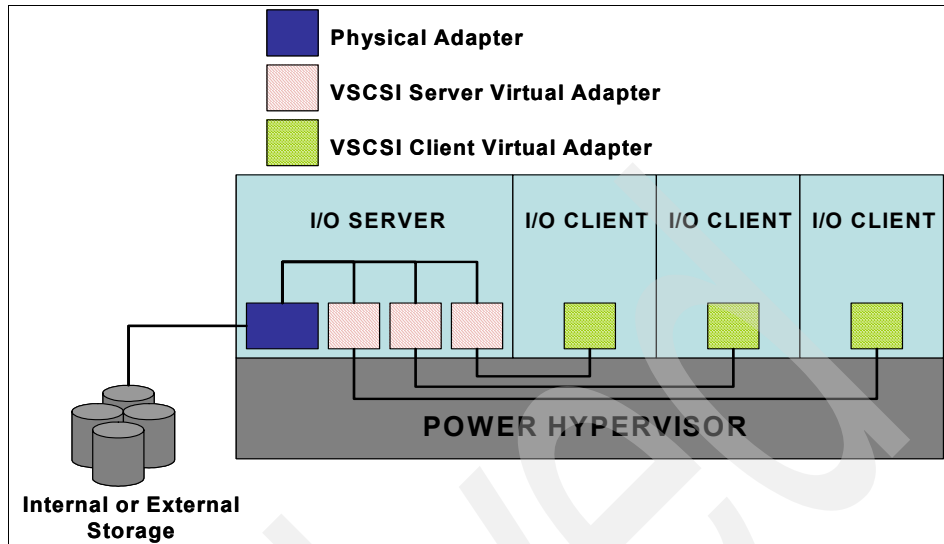 Physical Adapter
VSCSI Server Virtual Adapter
VSCSI Client Virtual Adapter
I/O SERVER
I/O CLIENT
I/O CLIENT
I/O CLIENT
POWER HYPERVISOR
Internal or External
Storage